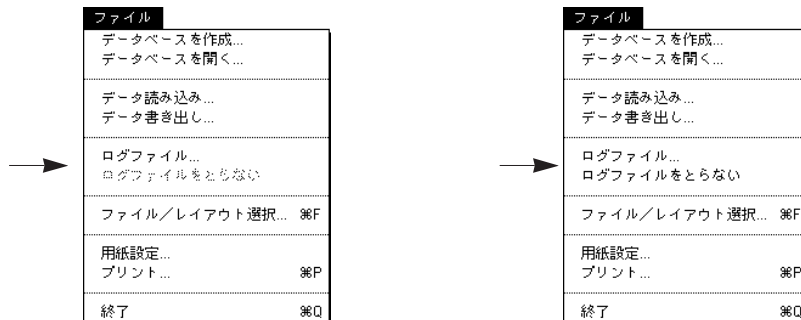 ファイル
データベースを作成...
データベースを開く...
データ読み込み...
データ書き出し...
ログファイル...
ログファイルをとらない
ファイル／レイアウト選択... ⌘F
用紙設定...
プリント... ⌘P
終了 ⌘Q
ファイル
データベースを作成...
データベースを開く...
データ読み込み...
データ書き出し...
ログファイル...
ログファイルをとらない
ファイル／レイアウト選択... ⌘F
用紙設定...
プリント... ⌘P
終了 ⌘Q